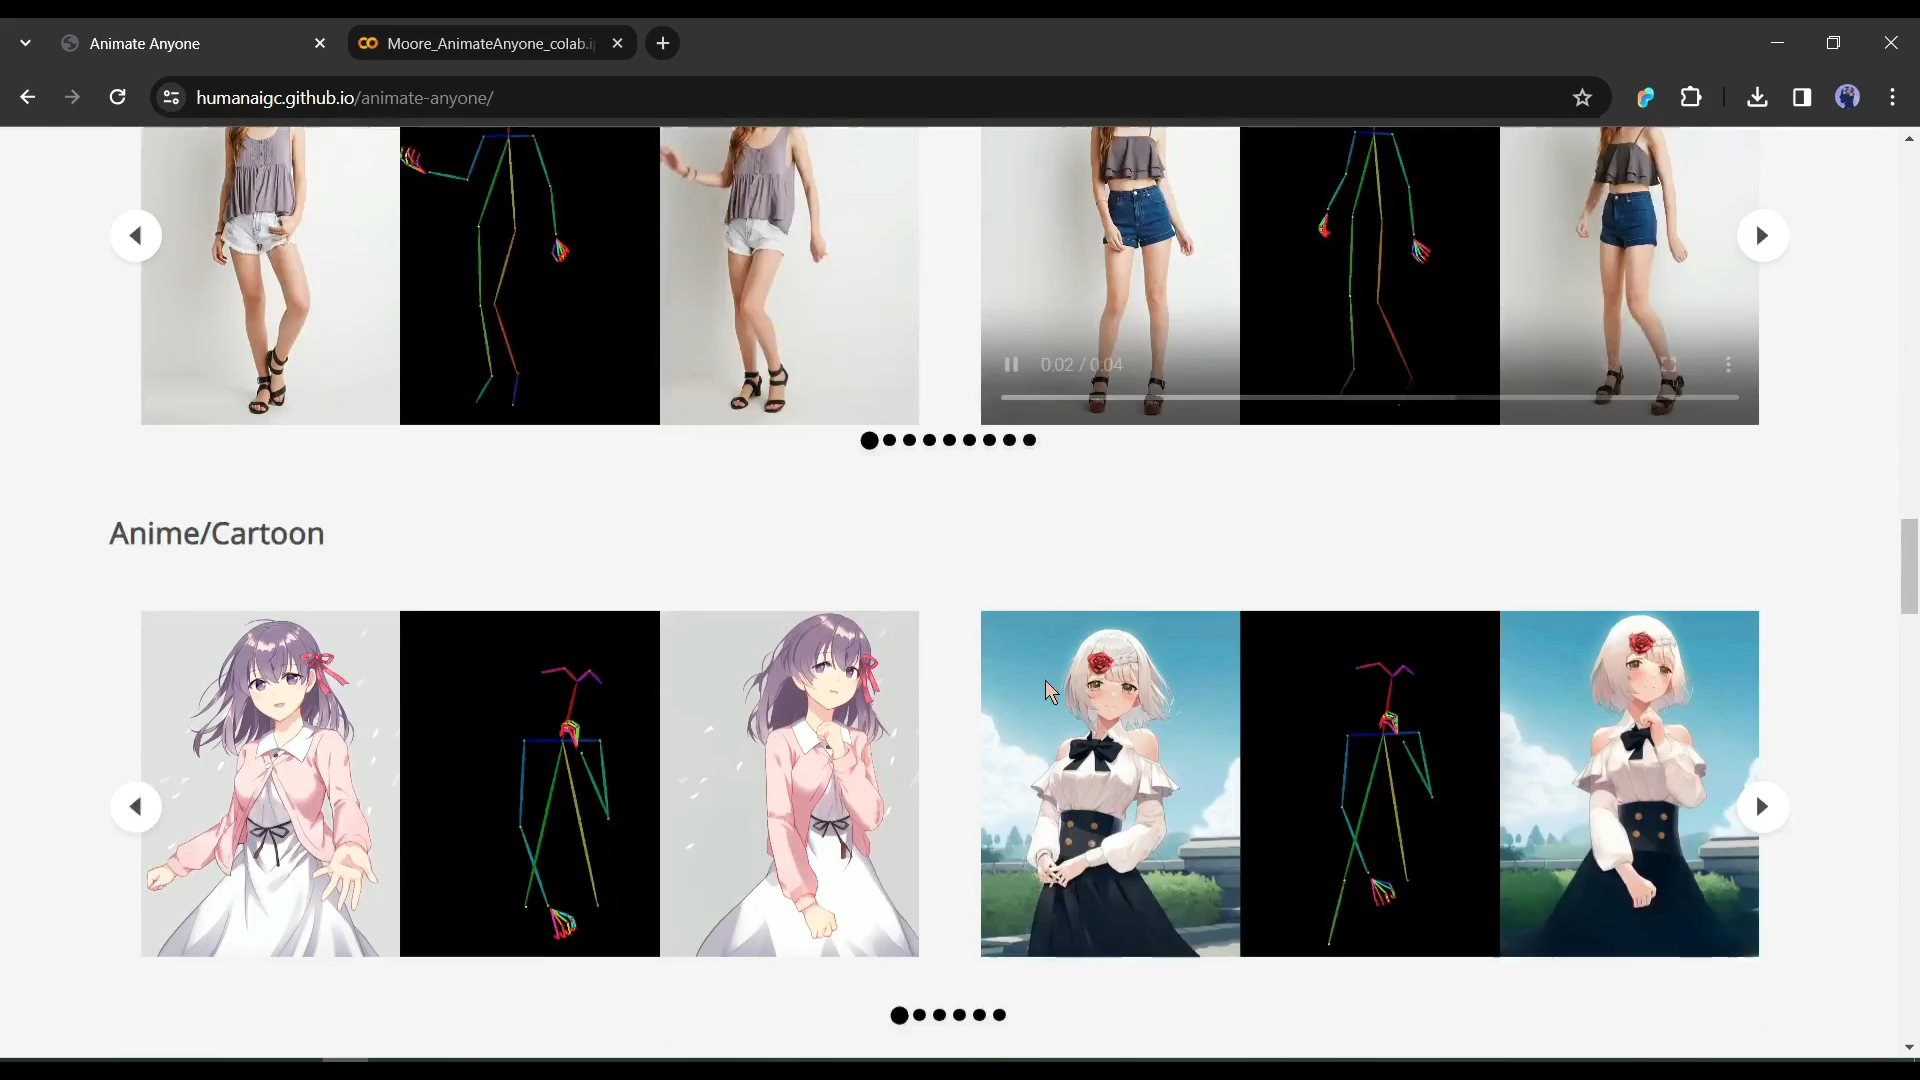 Animate Anyone
Moore_AnimateAnyone_colab.i
humanaigc.github.io/animate-anyone/
0:02 / 0:04
Anime/Cartoon